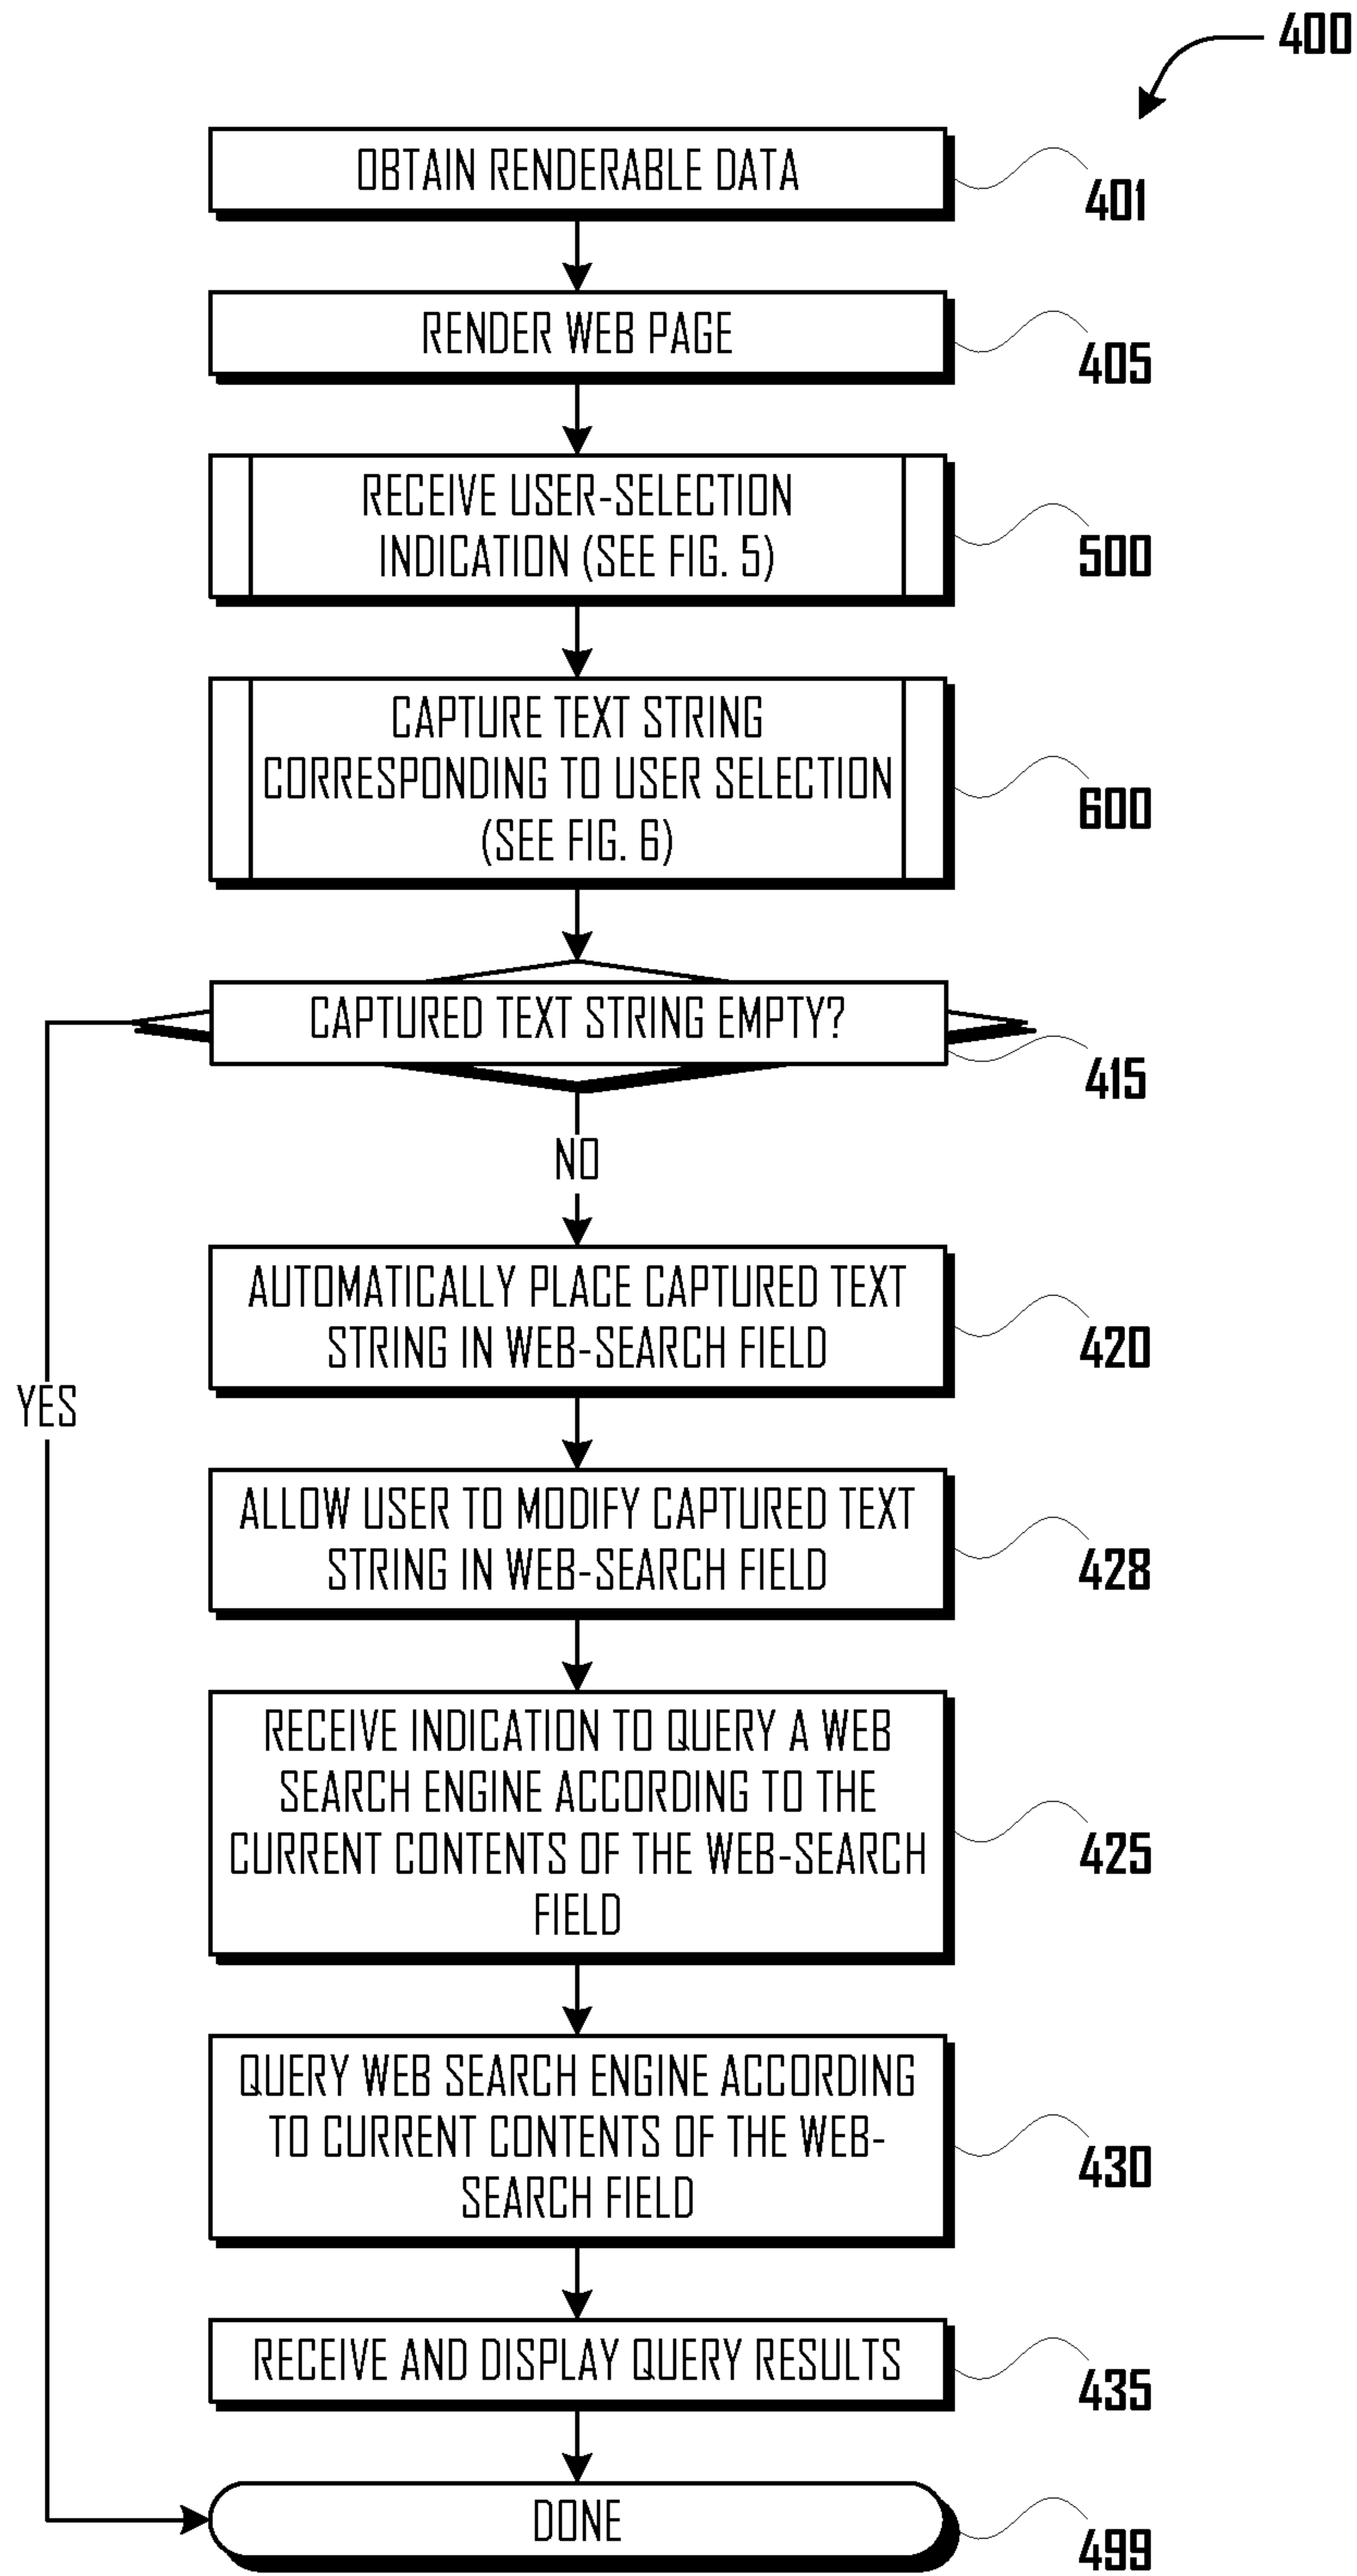 400
OBTAIN RENDERABLE DATA
401
RENDER WEB PAGE
405
RECEIVE USER-SELECTION
INDICATION (SEE FIG. 5)
500
CAPTURE TEXT STRING
CORRESPONDING TO USER SELECTION
(SEE FIG. 6)
600
CAPTURED TEXT STRING EMPTY?
415
NO
AUTOMATICALLY PLACE CAPTURED TEXT
STRING IN WEB-SEARCH FIELD
420
YES
ALLOW USER TO MODIFY CAPTURED TEXT
STRING IN WEB-SEARCH FIELD
428
RECEIVE INDICATION TO QUERY A WEB
SEARCH ENGINE ACCORDING TO THE
CURRENT CONTENTS OF THE WEB-SEARCH
FIELD
425
QUERY WEB SEARCH ENGINE ACCORDING
TO CURRENT CONTENTS OF THE WEB-
SEARCH FIELD
430
RECEIVE AND DISPLAY QUERY RESULTS
435
DONE
499